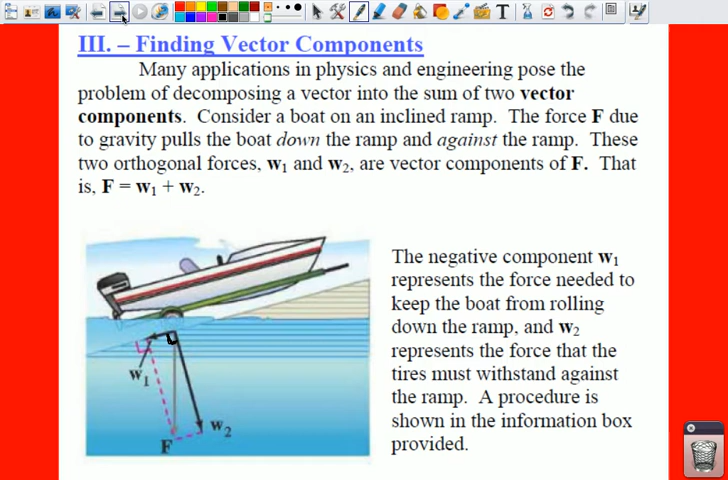 III. – Finding Vector Components
Many applications in physics and engineering pose the
problem of decomposing a vector into the sum of two vector
components. Consider a boat on an inclined ramp. The force F due
to gravity pulls the boat down the ramp and against the ramp. These
two orthogonal forces, w₁ and w₂, are vector components of F. That
is, F = w₁ + w₂.
The negative component w₁
represents the force needed to
keep the boat from rolling
down the ramp, and w₂
represents the force that the
tires must withstand against
the ramp. A procedure is
shown in the information box
provided.
w₁
w₂
F